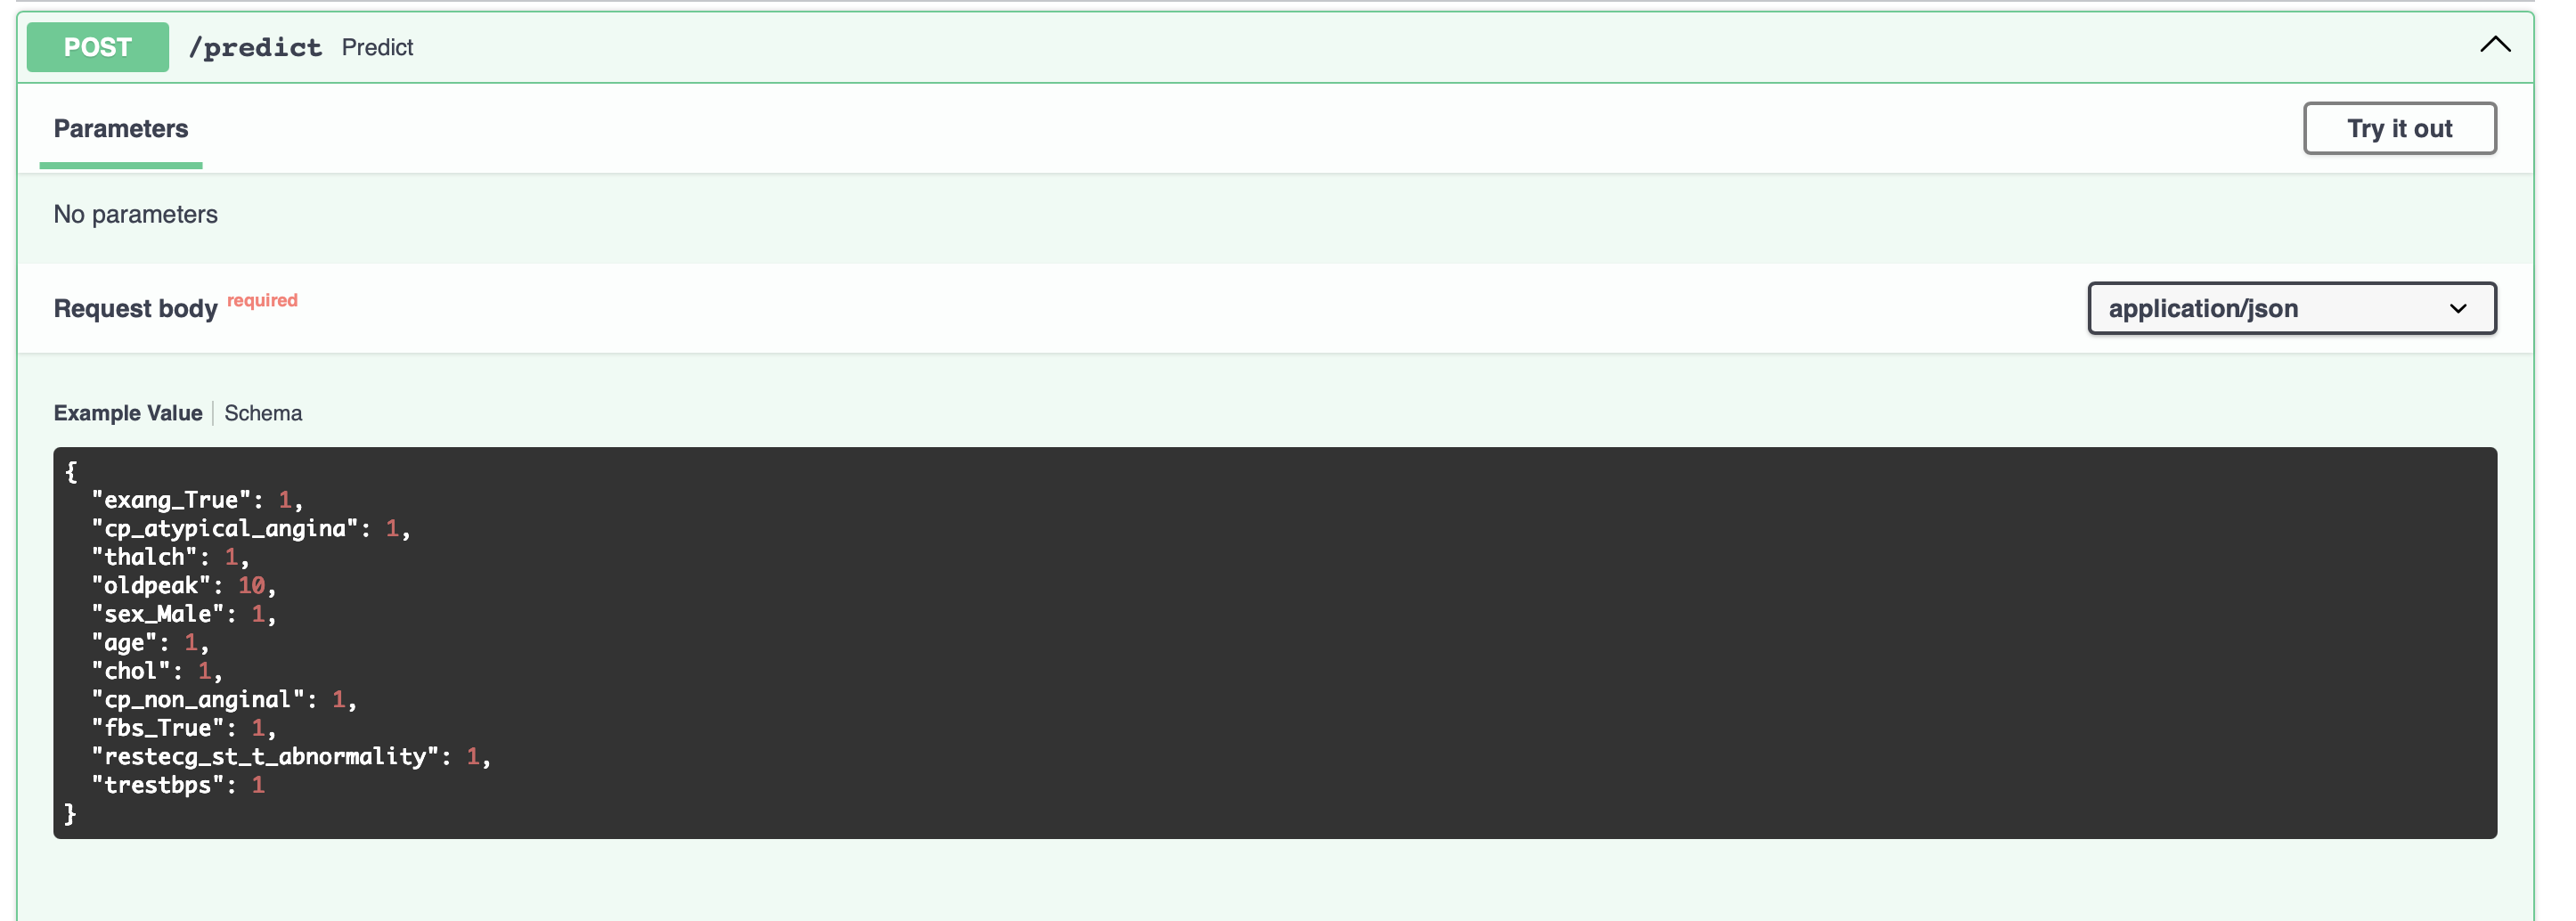 POST /predict Predict
Parameters
Try it out
No parameters
Request body required
application/json
Example Value Schema
{
"exang_True": 1,
"cp_atypical_angina": 1,
"thalch": 1,
"oldpeak": 10,
"sex_Male": 1,
"age": 1,
"chol": 1,
"cp_non_anginal": 1,
"fbs_True": 1,
"restecg_st_t_abnormality": 1,
"trestbps": 1
}